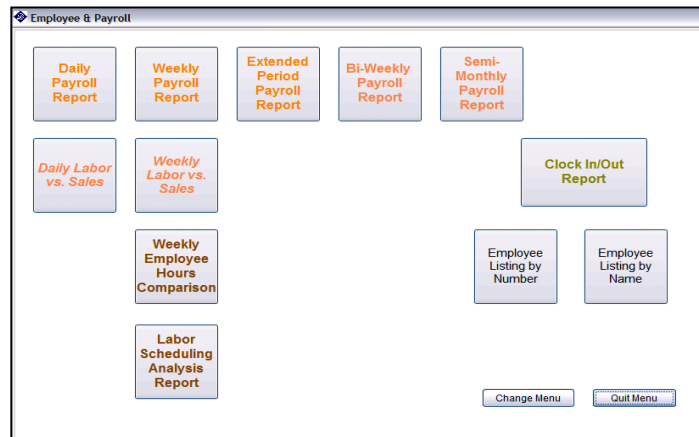 Employee & Payroll
Daily
Payroll
Report
Weekly
Payroll
Report
Extended
Period
Payroll
Report
Bi-Weekly
Payroll
Report
Semi-
Monthly
Payroll
Report
Daily Labor
vs. Sales
Weekly
Labor vs.
Sales
Clock In/Out
Report
Weekly
Employee
Hours
Comparison
Employee
Listing by
Number
Employee
Listing by
Name
Labor
Scheduling
Analysis
Report
Change Menu
Quit Menu